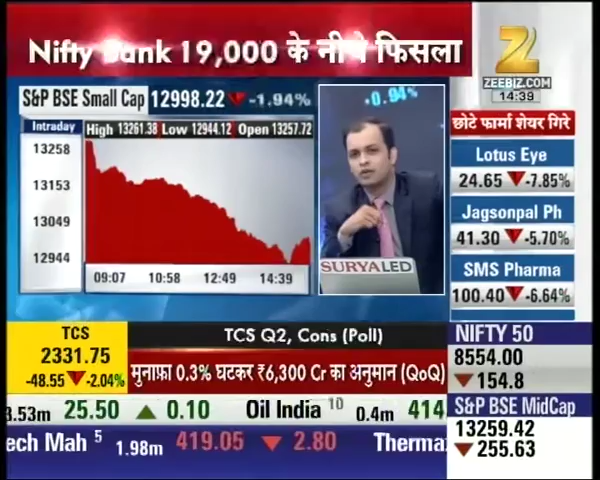 Nifty Bank 19,000 के नीचे फिसला
ZEEBIZ.COM
14:39
S&P BSE Small Cap 12998.22 -1.94%
Intraday High 13261.38 Low 12944.12 Open 13257.72
13258
13153
13049
12944
09:07 10:58 12:49 14:39
+0.94%
SURYA LED
छोटे फार्मा शेयर गिरे
Lotus Eye
24.65 -7.85%
Jagsonpal Ph
41.30 -5.70%
SMS Pharma
100.40 -6.64%
TCS
2331.75
-48.55 -2.04%
TCS Q2, Cons (Poll)
मुनाफ़ा 0.3% घटकर ₹6,300 Cr का अनुमान (QoQ)
NIFTY 50
8554.00
154.8
S&P BSE MidCap
13259.42
255.63
3.53m 25.50 0.10 Oil India 10 0.4m 414
ech Mah 5 1.98m 419.05 2.80 Therma